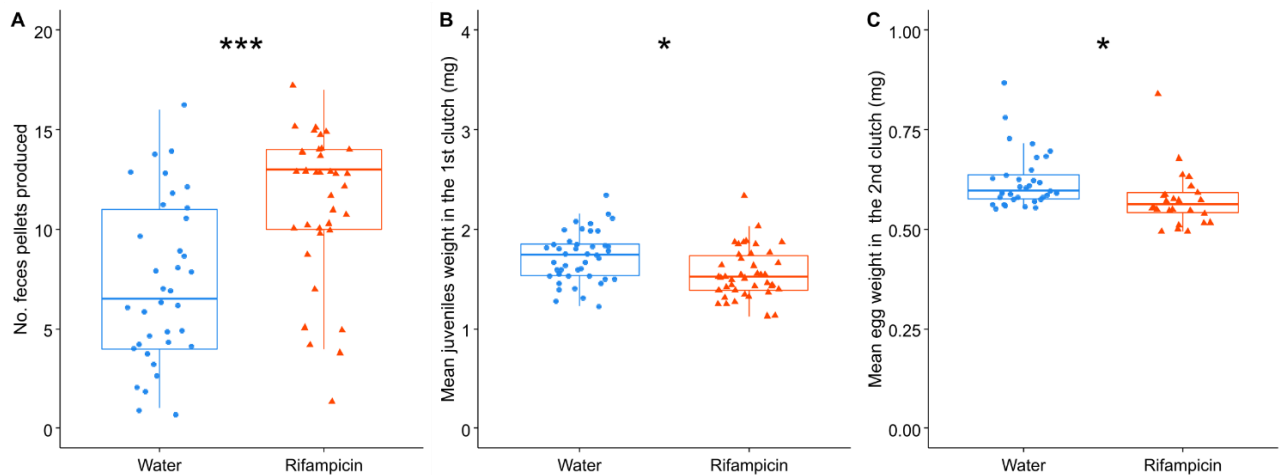 A
No. feces pellets produced
20
15
10
5
0
***
Water
Rifampicin
B
Mean juveniles weight in the 1st clutch (mg)
4
3
2
1
0
*
Water
Rifampicin
C
Mean egg weight in the 2nd clutch (mg)
1.00
0.75
0.50
0.25
0.00
*
Water
Rifampicin